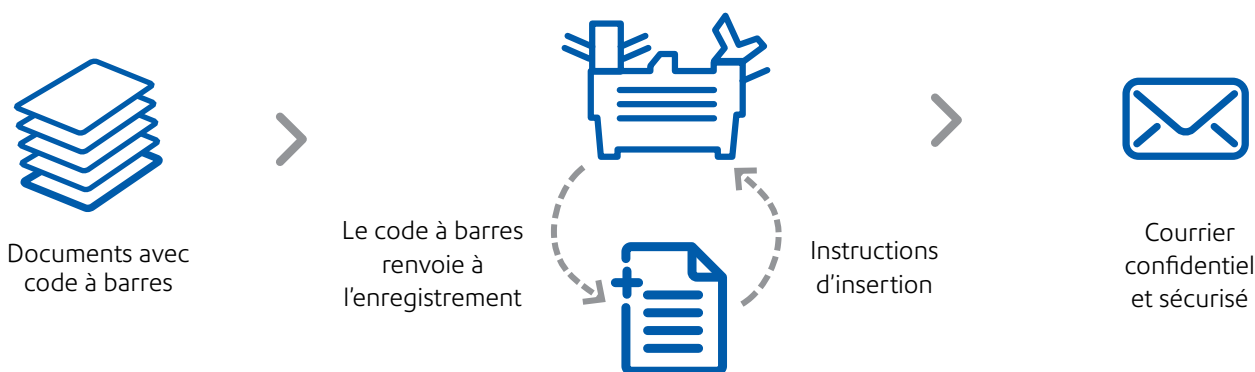 Documents avec
code à barres
Le code à barres
renvoie à
l'enregistrement
Instructions
d'insertion
Courrier
confidentiel
et sécurisé